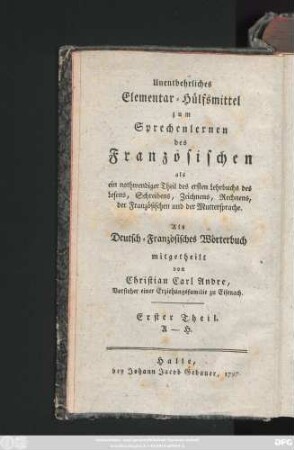 Unentbehrliches
Elementar-Hülfsmittel
zum
Sprechenlernen
des
Französischen
als
ein nothwendiger Theil des ersten Lehrbuchs des
Lesens, Schreibens, Zeichnens, Rechnens,
der Französischen und der Muttersprache.
Als
Deutsch-Französisches Wörterbuch
mitgetheilt
von
Christian Carl Andre,
Vorsteher einer Erziehungsfamilie zu Eisenach.
Erster Theil.
A — H.
Halle,
bey Johann Jacob Gebauer,
DFG